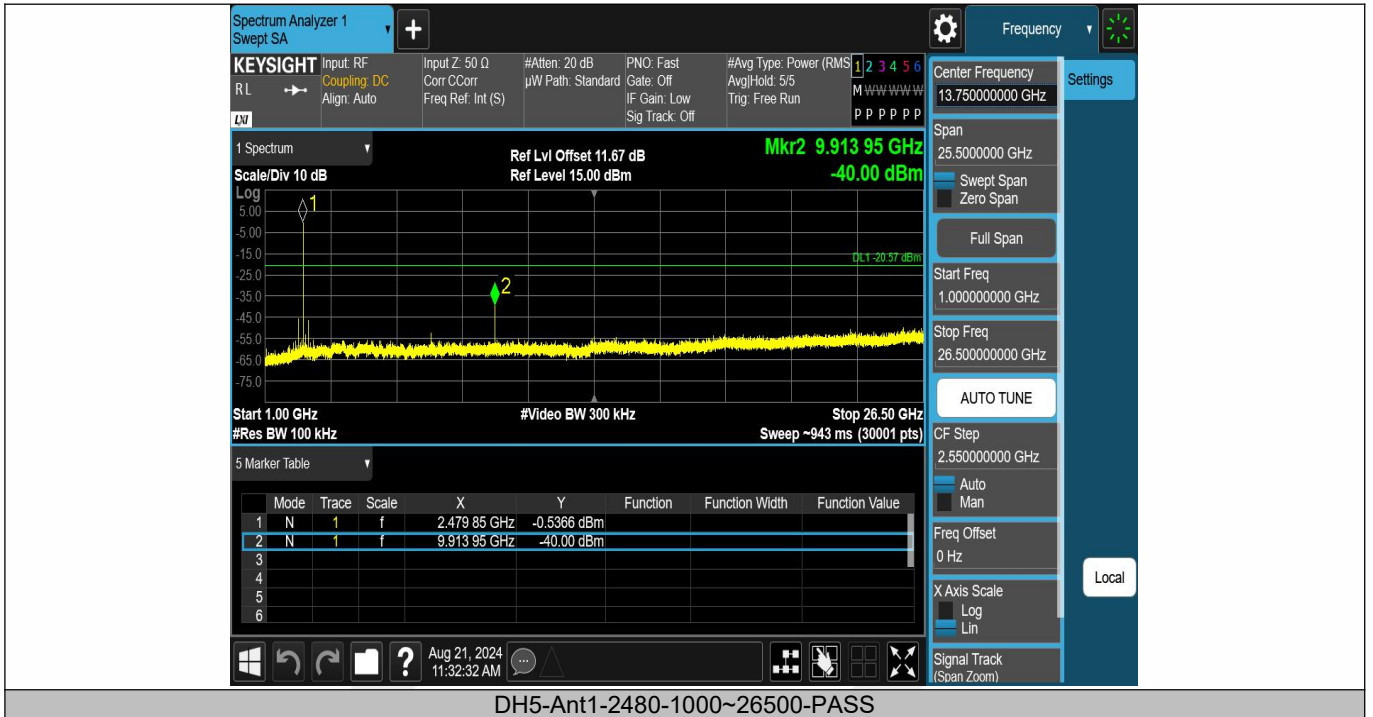 Spectrum Analyzer 1
Swept SA
+
Frequency
KEYSIGHT
RL
LXI
Input: RF
Coupling: DC
Align: Auto
Input Z: 50 Ω
Corr CCorr
Freq Ref: Int (S)
#Atten: 20 dB
µW Path: Standard
PNO: Fast
Gate: Off
IF Gain: Low
Sig Track: Off
#Avg Type: Power (RMS
Avg|Hold: 5/5
Trig: Free Run
1 2 3 4 5 6
M W W W W W
P P P P P P
1 Spectrum
Scale/Div 10 dB
Ref Lvl Offset 11.67 dB
Ref Level 15.00 dBm
Mkr2 9.913 95 GHz
-40.00 dBm
Log
5.00
-5.00
-15.0
-25.0
-35.0
-45.0
-55.0
-65.0
-75.0
1
2
DL1 -20.57 dBm
Start 1.00 GHz
#Res BW 100 kHz
#Video BW 300 kHz
Stop 26.50 GHz
Sweep ~943 ms (30001 pts)
5 Marker Table
Mode Trace Scale X Y Function Function Width Function Value
1 N 1 f 2.479 85 GHz -0.5366 dBm
2 N 1 f 9.913 95 GHz -40.00 dBm
3
4
5
6
?
Aug 21, 2024
11:32:32 AM
Center Frequency
13.750000000 GHz
Span
25.5000000 GHz
Swept Span
Zero Span
Full Span
Start Freq
1.000000000 GHz
Stop Freq
26.500000000 GHz
AUTO TUNE
CF Step
2.550000000 GHz
Auto
Man
Freq Offset
0 Hz
X Axis Scale
Log
Lin
Signal Track
(Span Zoom)
Settings
Local
DH5-Ant1-2480-1000~26500-PASS